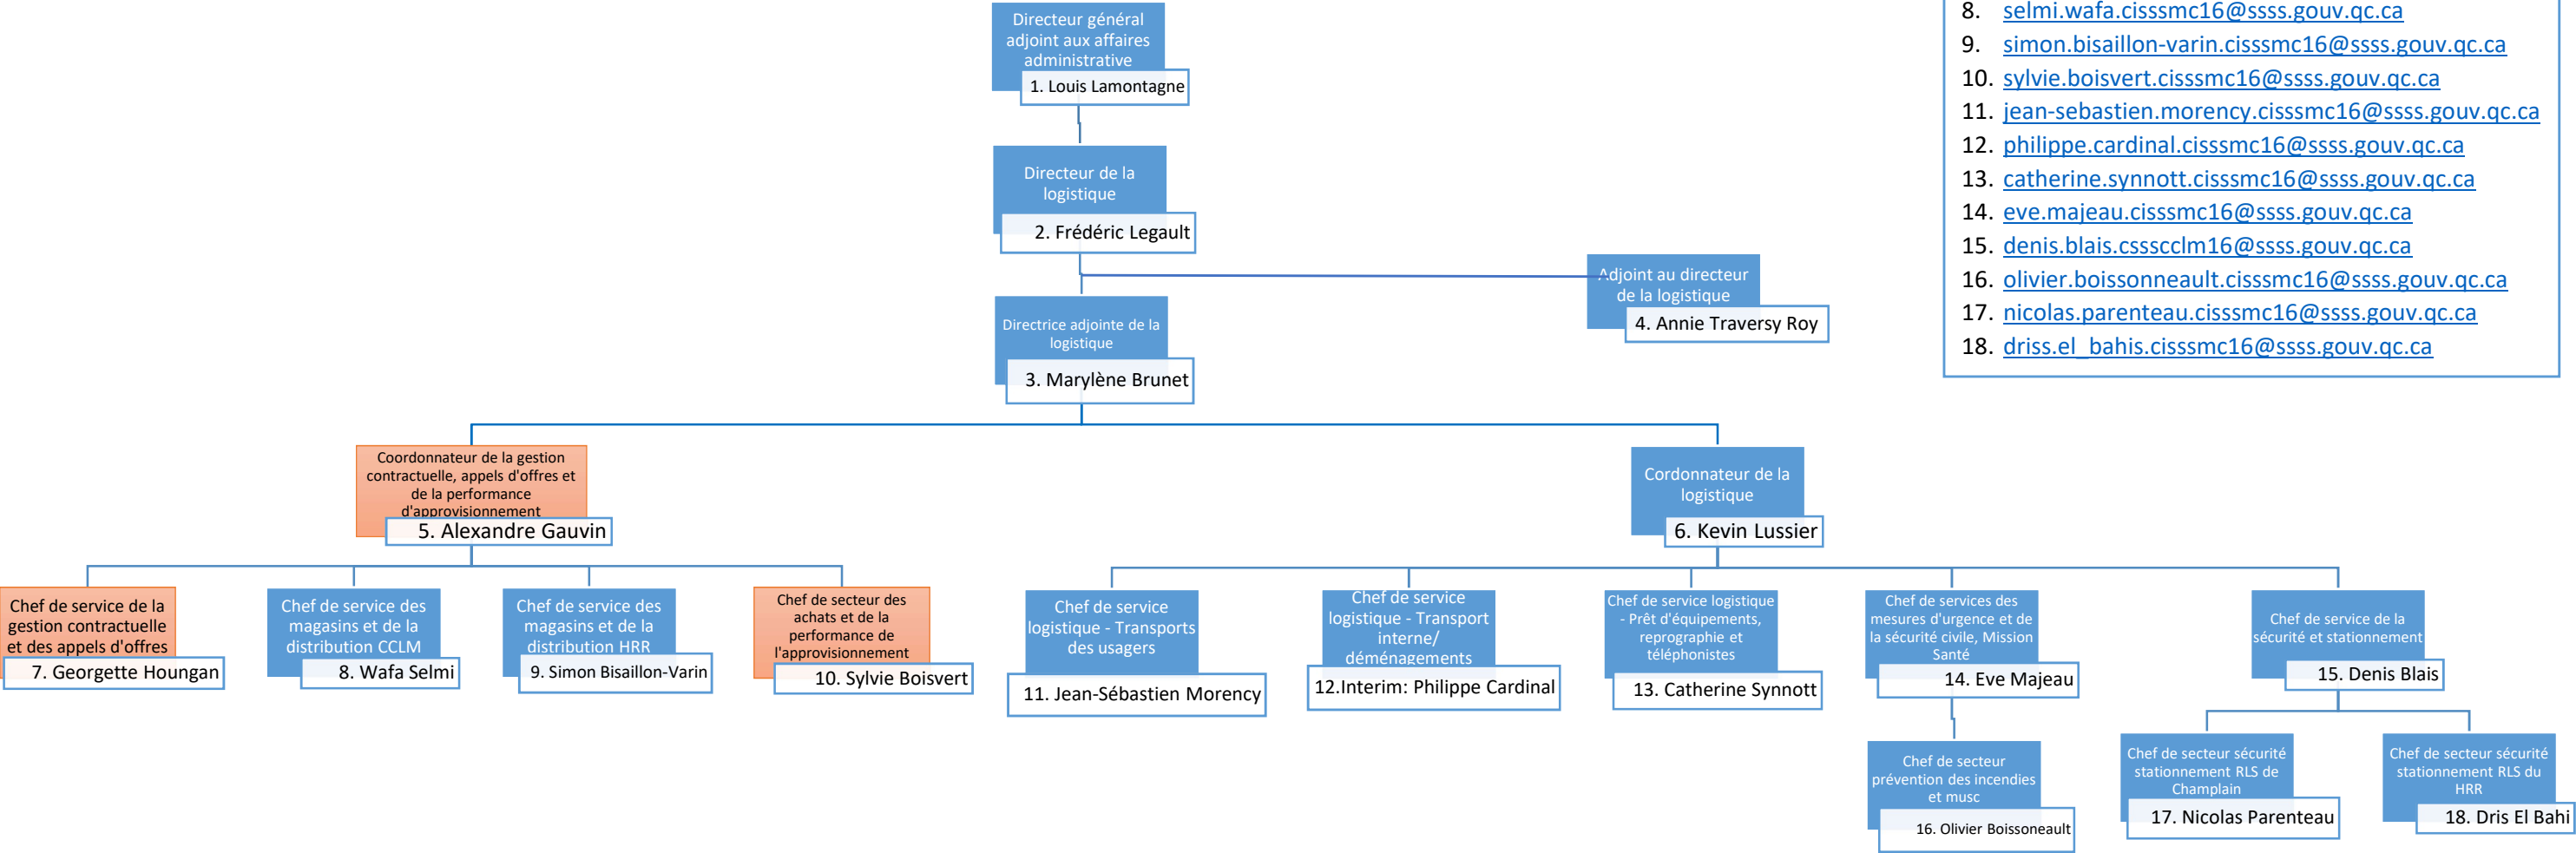 Directeur général
adjoint aux affaires
administrative
1. Louis Lamontagne
Directeur de la
logistique
2. Frédéric Legault
Adjoint au directeur
de la logistique
4. Annie Traversy Roy
Directrice adjointe de la
logistique
3. Marylène Brunet
8. selmi.wafa.cisssmc16@ssss.gouv.qc.ca
9. simon.bisaillon-varin.cisssmc16@ssss.gouv.qc.ca
10. sylvie.boisvert.cisssmc16@ssss.gouv.qc.ca
11. jean-sebastien.morency.cisssmc16@ssss.gouv.qc.ca
12. philippe.cardinal.cisssmc16@ssss.gouv.qc.ca
13. catherine.synnott.cisssmc16@ssss.gouv.qc.ca
14. eve.majeau.cisssmc16@ssss.gouv.qc.ca
15. denis.blais.cssscclm16@ssss.gouv.qc.ca
16. olivier.boissonneault.cisssmc16@ssss.gouv.qc.ca
17. nicolas.parenteau.cisssmc16@ssss.gouv.qc.ca
18. driss.el_bahis.cisssmc16@ssss.gouv.qc.ca
Coordonnateur de la gestion
contractuelle, appels d'offres et
de la performance
d'approvisionnement
5. Alexandre Gauvin
Cordonnateur de la
logistique
6. Kevin Lussier
Chef de service de la
gestion contractuelle
et des appels d'offres
7. Georgette Houngan
Chef de service des
magasins et de la
distribution CCLM
8. Wafa Selmi
Chef de service des
magasins et de la
distribution HRR
9. Simon Bisaillon-Varin
Chef de secteur des
achats et de la
performance de
l'approvisionnement
10. Sylvie Boisvert
Chef de service
logistique - Transports
des usagers
11. Jean-Sébastien Morency
Chef de service
logistique - Transport
interne/
déménagements
12.Interim: Philippe Cardinal
Chef de service logistique
- Prêt d'équipements,
reprographie et
téléphonistes
13. Catherine Synnott
Chef de services des
mesures d'urgence et de
la sécurité civile, Mission
Santé
14. Eve Majeau
Chef de service de la
sécurité et stationnement
15. Denis Blais
Chef de secteur
prévention des incendies
et musc
16. Olivier Boissoneault
Chef de secteur sécurité
stationnement RLS de
Champlain
17. Nicolas Parenteau
Chef de secteur sécurité
stationnement RLS du
HRR
18. Dris El Bahi